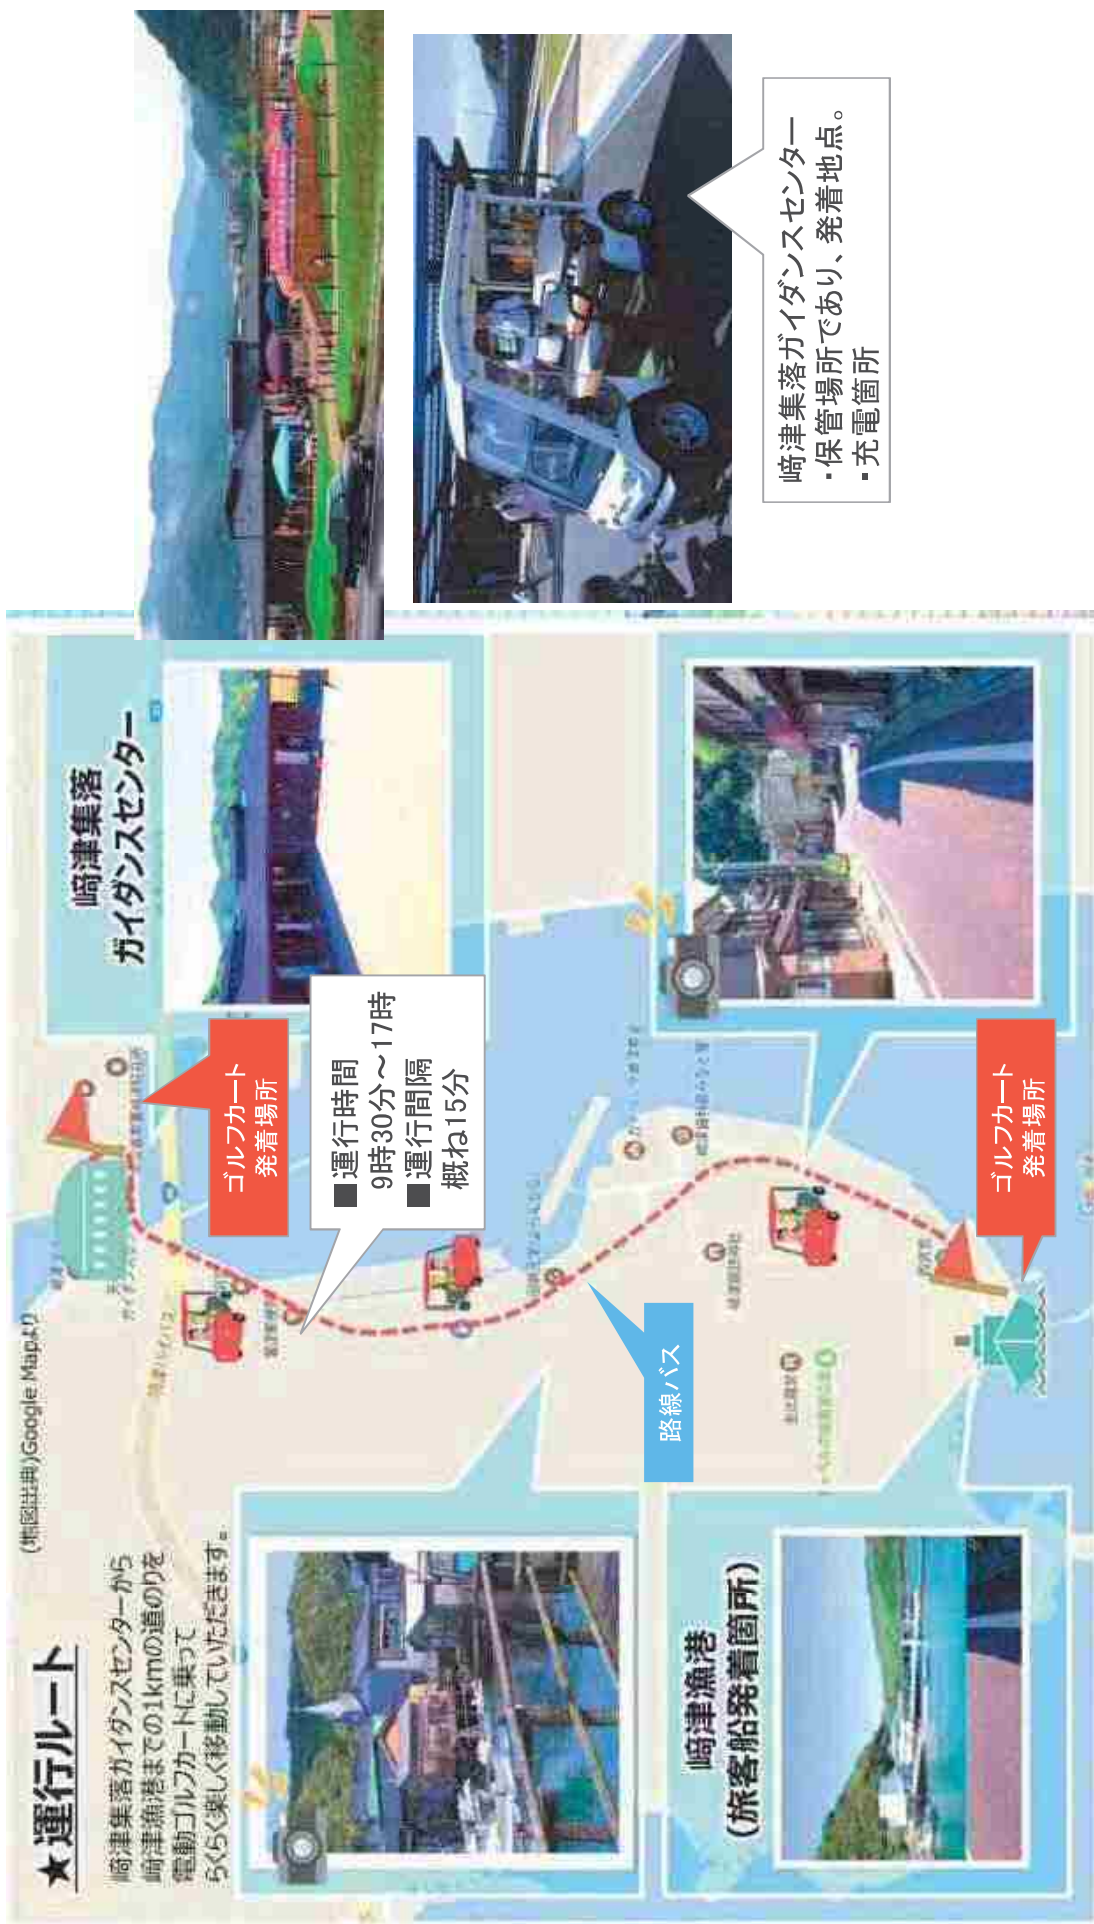 ★運行ルート
(地図出典)Google Mapより
﨑津集落ガイダンスセンターから
﨑津漁港までの1kmの道のりを
電動ゴルフカートに乗って
らくらく楽しく移動していただきます。
﨑津集落
ガイダンスセンター
ゴルフカート
発着場所
■運行時間
9時30分～17時
■運行間隔
概ね15分
路線バス
ゴルフカート
発着場所
﨑津漁港
(旅客船発着箇所)
﨑津集落ガイダンスセンター
・保管場所であり、発着地点。
・充電箇所